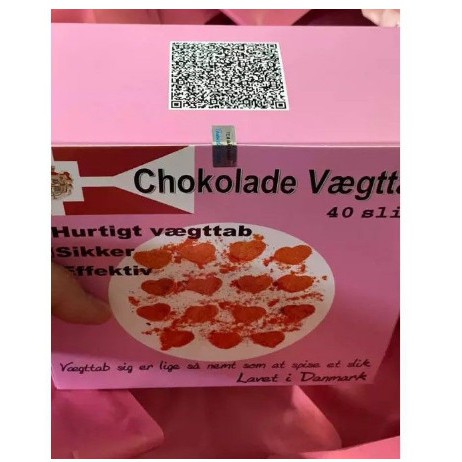 Chokolade Vægtta
40 sli
Hurtigt vægttab
Sikker
Effektiv
Vægttab sig er lige så nemt som at spise et slik
Lavet i Danmark